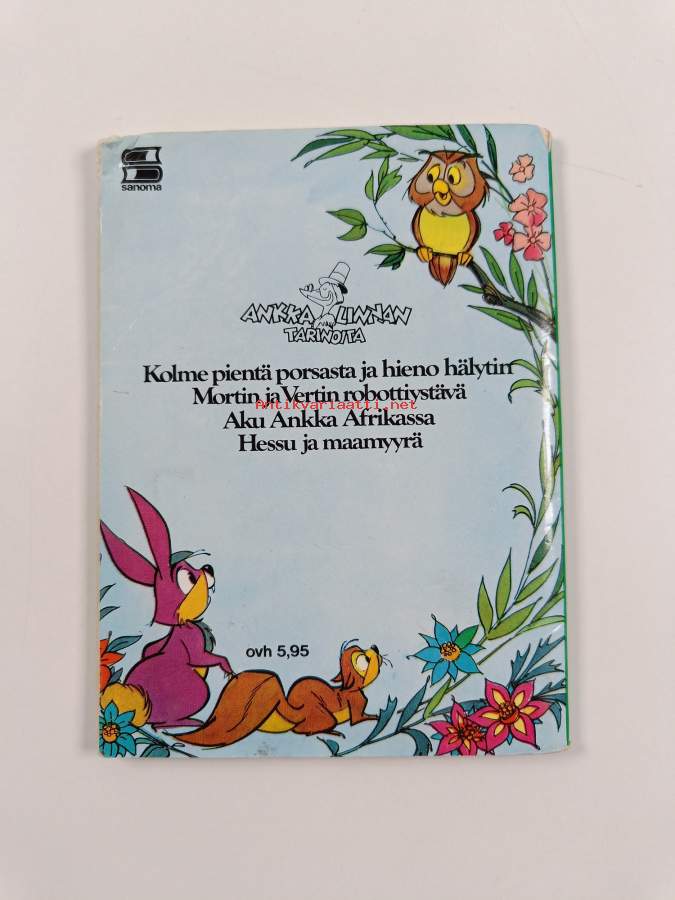 sanoma
ANKKALINNAN
TARINOITA
Kolme pientä porsasta ja hieno hälytin
Mortin ja Vertin robottiystävä
Antikvariaatti.net
Aku Ankka Afrikassa
Hessu ja maamyyrä
ovh 5,95